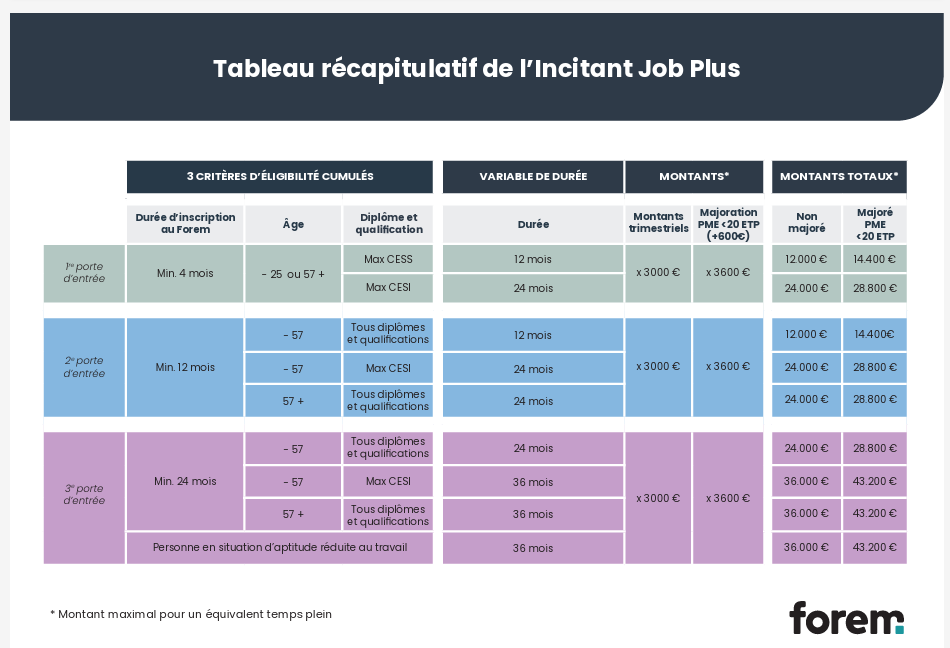 Tableau récapitulatif de l’Incitant Job Plus
3 CRITÈRES D’ÉLIGIBILITÉ CUMULÉS
VARIABLE DE DURÉE
MONTANTS*
MONTANTS TOTAUX*
Durée d’inscription
au Forem
Âge
Diplôme et
qualification
Durée
Montants
trimestriels
Majoration
PME <20 ETP
(+600€)
Non
majoré
Majoré
PME
<20 ETP
1re porte
d’entrée
Min. 4 mois
- 25 ou 57 +
Max CESS
12 mois
x 3000 €
x 3600 €
12.000 €
14.400 €
Max CESI
24 mois
24.000 €
28.800 €
2e porte
d’entrée
Min. 12 mois
- 57
Tous diplômes
et qualifications
12 mois
x 3000 €
x 3600 €
12.000 €
14.400€
- 57
Max CESI
24 mois
24.000 €
28.800 €
57 +
Tous diplômes
et qualifications
24 mois
24.000 €
28.800 €
3e porte
d’entrée
Min. 24 mois
- 57
Tous diplômes
et qualifications
24 mois
x 3000 €
x 3600 €
24.000 €
28.800 €
- 57
Max CESI
36 mois
36.000 €
43.200 €
57 +
Tous diplômes
et qualifications
36 mois
36.000 €
43.200 €
Personne en situation d’aptitude réduite au travail
36 mois
36.000 €
43.200 €
* Montant maximal pour un équivalent temps plein
forem